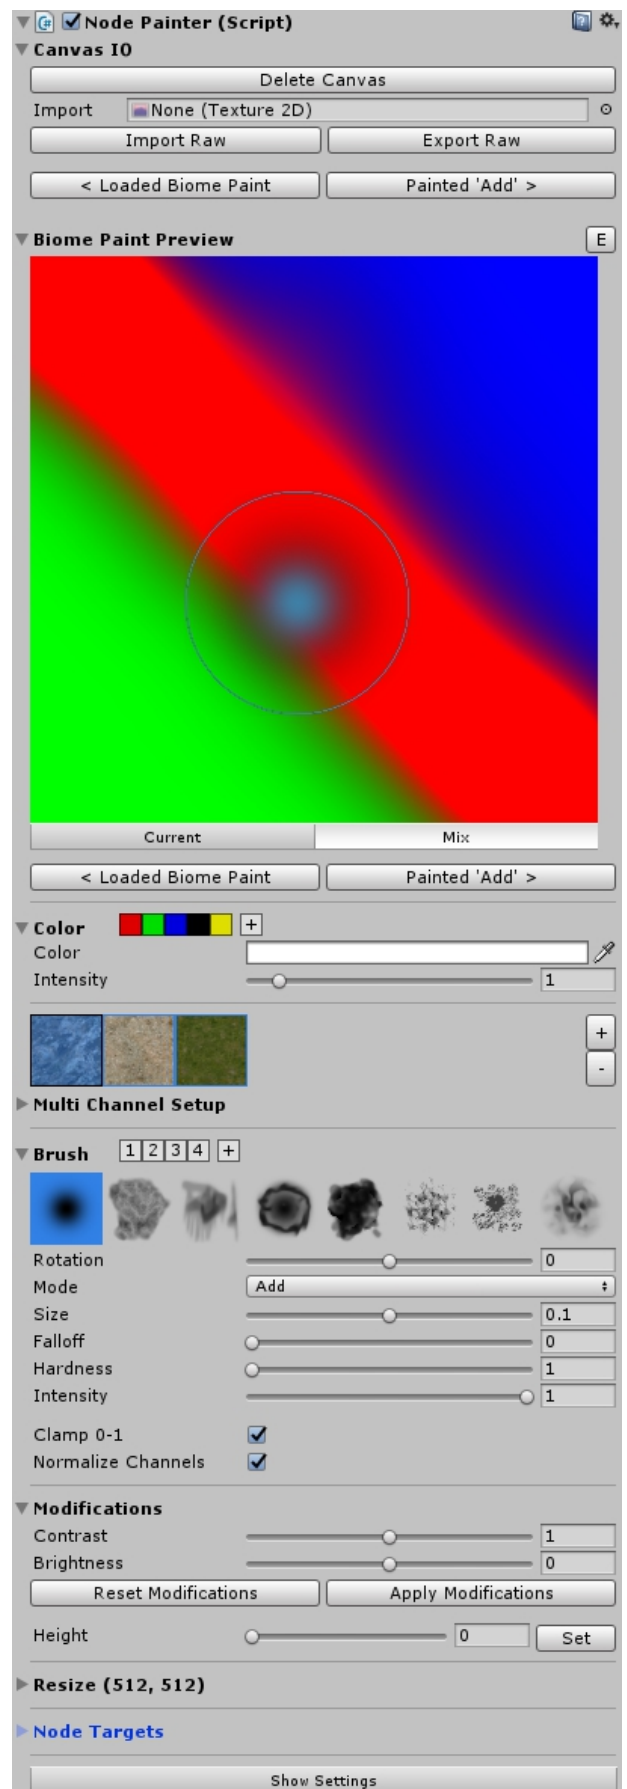 Node Painter (Script)
Canvas IO
Delete Canvas
Import None (Texture 2D)
Import Raw Export Raw
< Loaded Biome Paint Painted 'Add' >
Biome Paint Preview E
Current Mix
< Loaded Biome Paint Painted 'Add' >
Color +
Color
Intensity 1
+
-
Multi Channel Setup
Brush 1 2 3 4 +
Rotation 0
Mode Add
Size 0.1
Falloff 0
Hardness 1
Intensity 1
Clamp 0-1
Normalize Channels
Modifications
Contrast 1
Brightness 0
Reset Modifications Apply Modifications
Height 0 Set
Resize (512, 512)
Node Targets
Show Settings